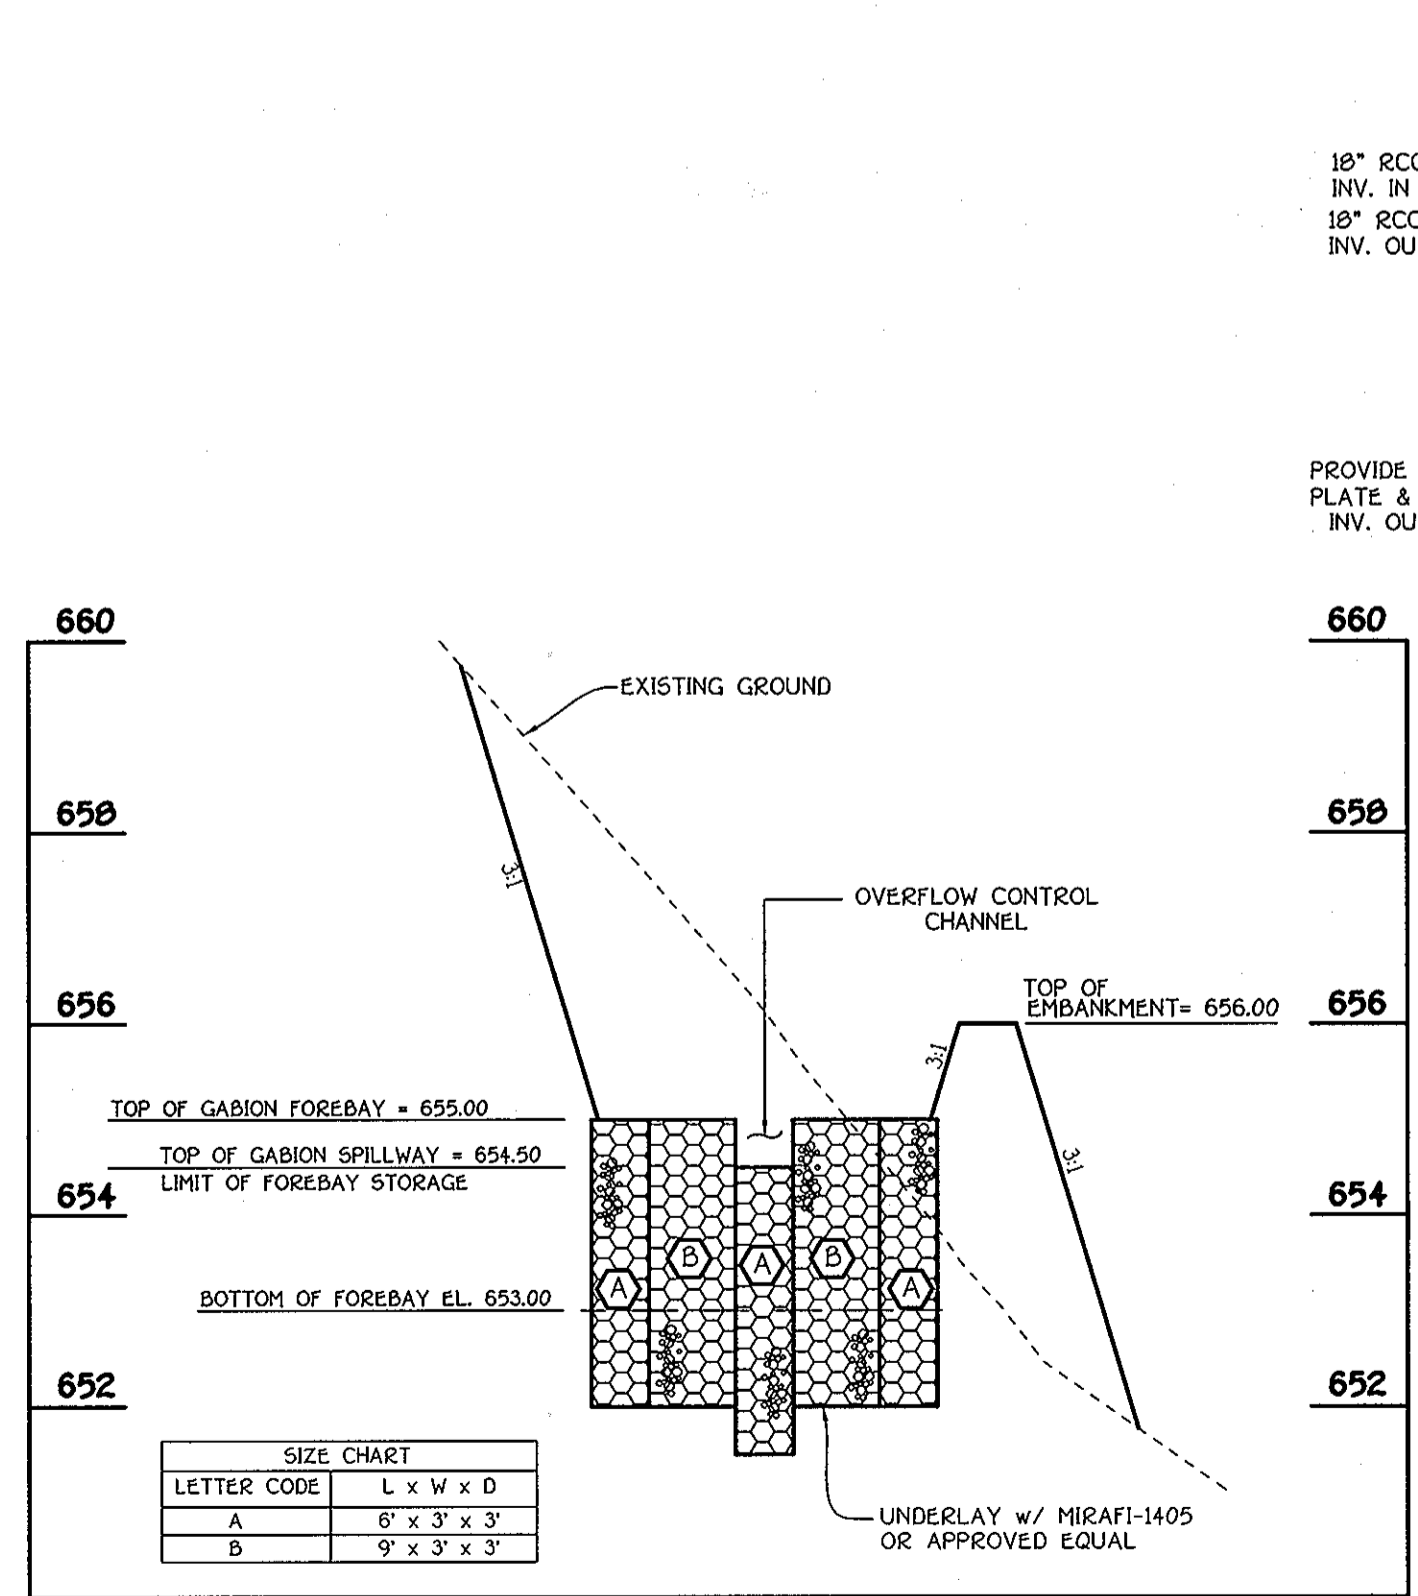 18" RCC
INV. IN
18" RCC
INV. OU
PROVIDE
PLATE &
INV. OU
660
660
EXISTING GROUND
658
658
3:1
OVERFLOW CONTROL
CHANNEL
TOP OF
EMBANKMENT= 656.00
656
656
3:1
TOP OF GABION FOREBAY = 655.00
TOP OF GABION SPILLWAY = 654.50
LIMIT OF FOREBAY STORAGE
3:1
654
654
B
A
B
A
A
BOTTOM OF FOREBAY EL. 653.00
652
652
SIZE CHART
LETTER CODE L x W x D
A 6' x 3' x 3'
B 9' x 3' x 3'
UNDERLAY w/ MIRAFI-1405
OR APPROVED EQUAL